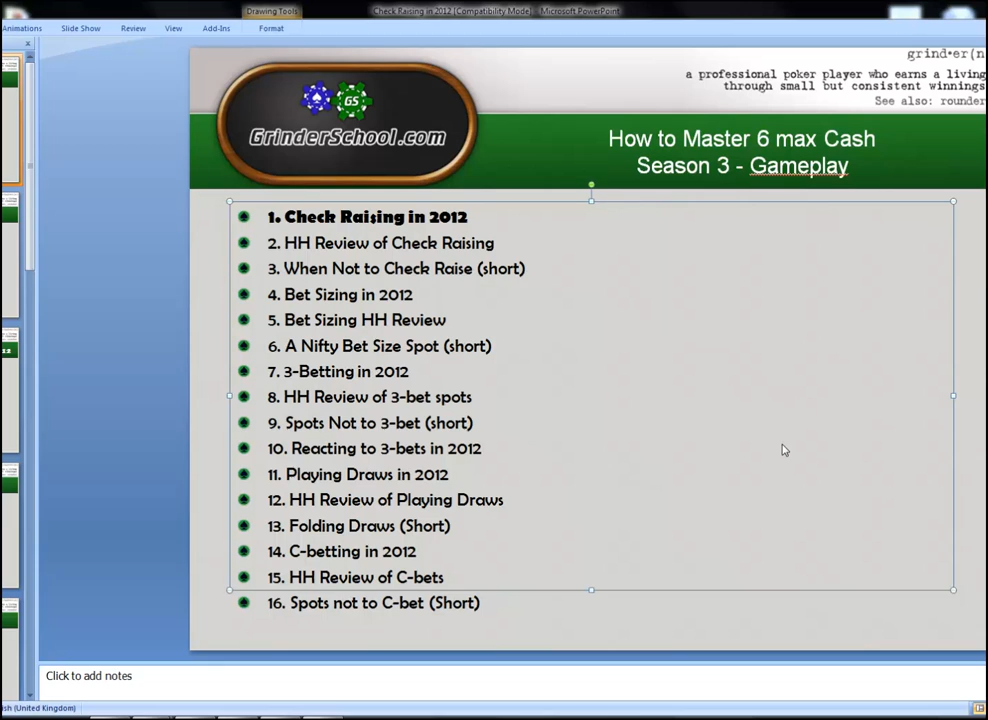 Drawing Tools
Check Raising in 2012 [Compatibility Mode] - Microsoft PowerPoint
Animations Slide Show Review View Add-Ins Format
grind•er(n
a professional poker player who earns a living
through small but consistent winnings
See also: rounder
GS
GrinderSchool.com
How to Master 6 max Cash
Season 3 - Gameplay
1. Check Raising in 2012
2. HH Review of Check Raising
3. When Not to Check Raise (short)
4. Bet Sizing in 2012
5. Bet Sizing HH Review
6. A Nifty Bet Size Spot (short)
7. 3-Betting in 2012
8. HH Review of 3-bet spots
9. Spots Not to 3-bet (short)
10. Reacting to 3-bets in 2012
11. Playing Draws in 2012
12. HH Review of Playing Draws
13. Folding Draws (Short)
14. C-betting in 2012
15. HH Review of C-bets
16. Spots not to C-bet (Short)
Click to add notes
sh (United Kingdom)